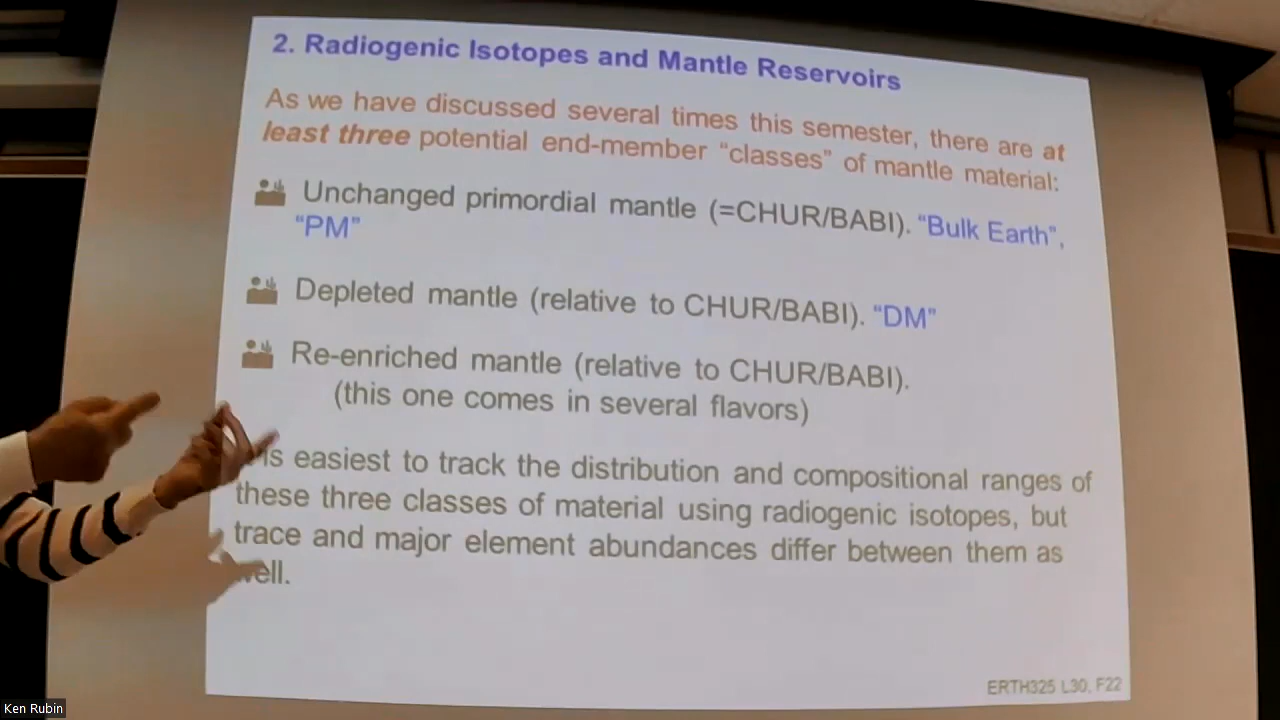 2. Radiogenic Isotopes and Mantle Reservoirs
As we have discussed several times this semester, there are at
least three potential end-member “classes” of mantle material:
Unchanged primordial mantle (=CHUR/BABI). “Bulk Earth”,
“PM”
Depleted mantle (relative to CHUR/BABI). “DM”
Re-enriched mantle (relative to CHUR/BABI).
(this one comes in several flavors)
is easiest to track the distribution and compositional ranges of
these three classes of material using radiogenic isotopes, but
trace and major element abundances differ between them as
ell.
ERTH325 L30, F22
Ken Rubin